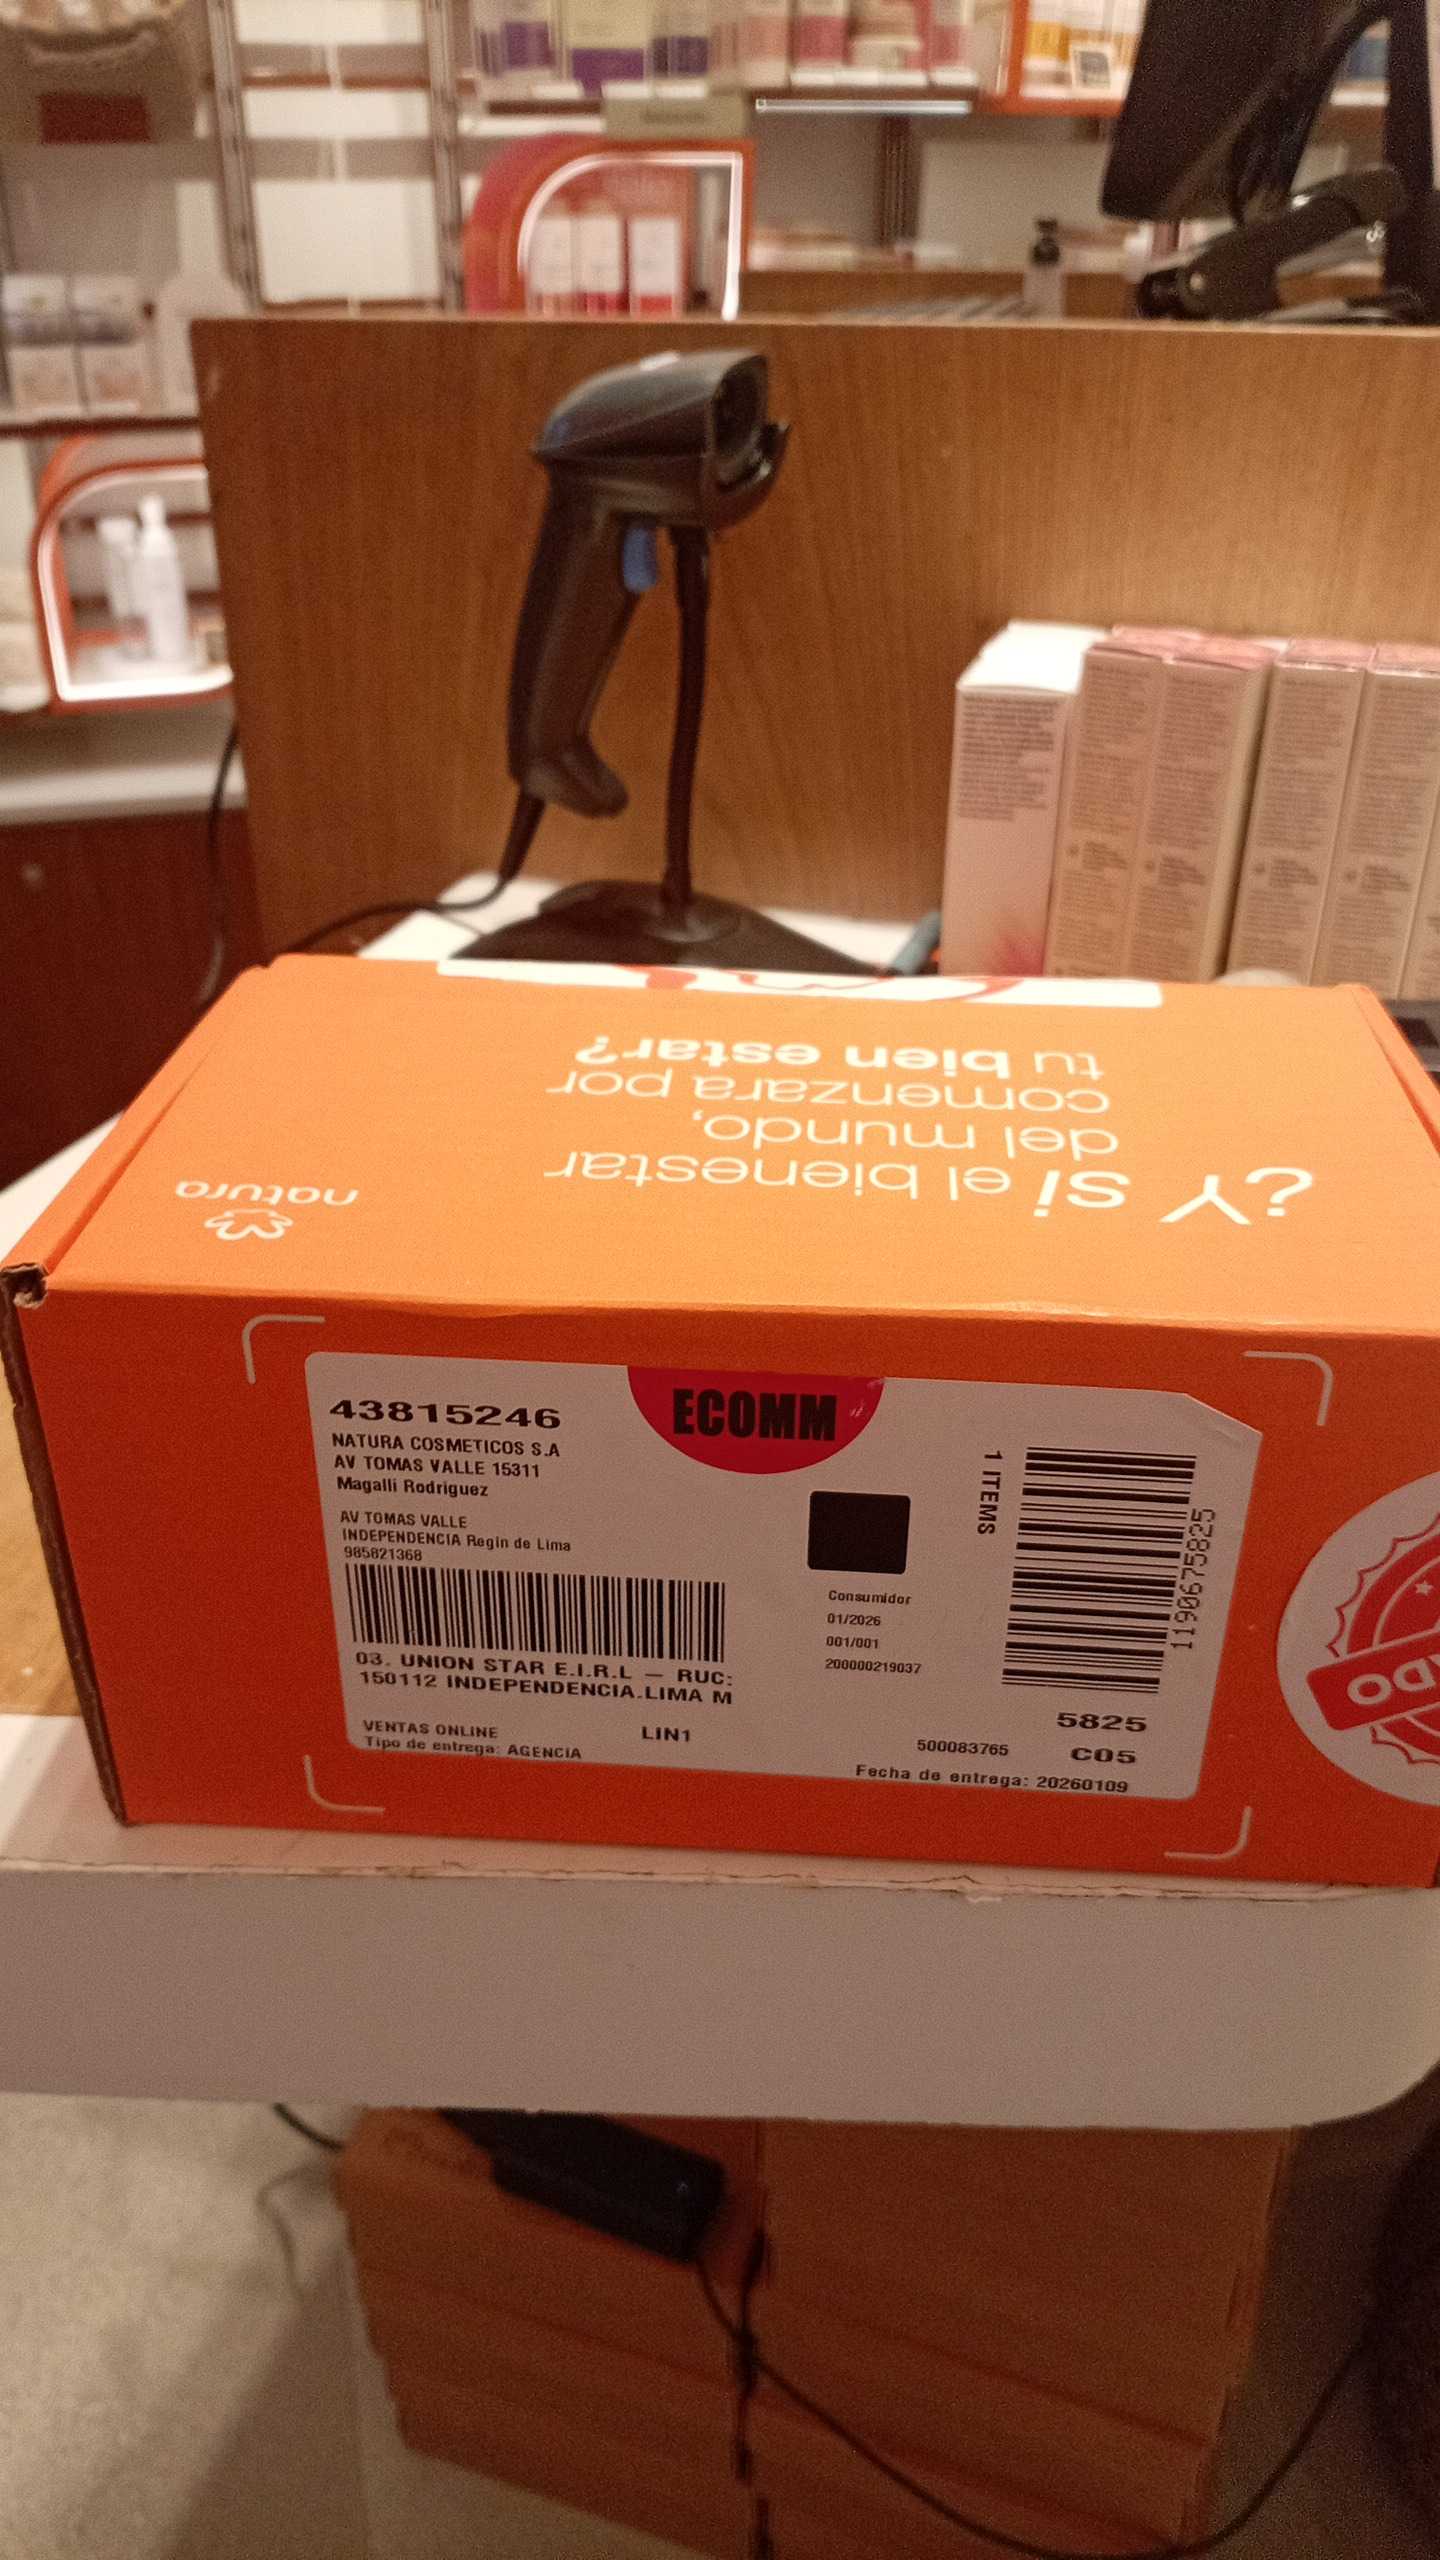 ¿Y si el bienestar
del mundo,
comenzara por
tu bien estar?
natura
ECOMM
43815246
NATURA COSMETICOS S.A
AV TOMAS VALLE 15311
Magalli Rodriguez
AV TOMAS VALLE
INDEPENDENCIA Regin de Lima
985821368
03. UNION STAR E.I.R.L — RUC:
150112 INDEPENDENCIA.LIMA M
VENTAS ONLINE
LIN1
Tipo de entrega: AGENCIA
Consumidor
01/2026
001/001
200000219037
1 ITEMS
1190675825
5825
500083765
C05
Fecha de entrega: 20260109